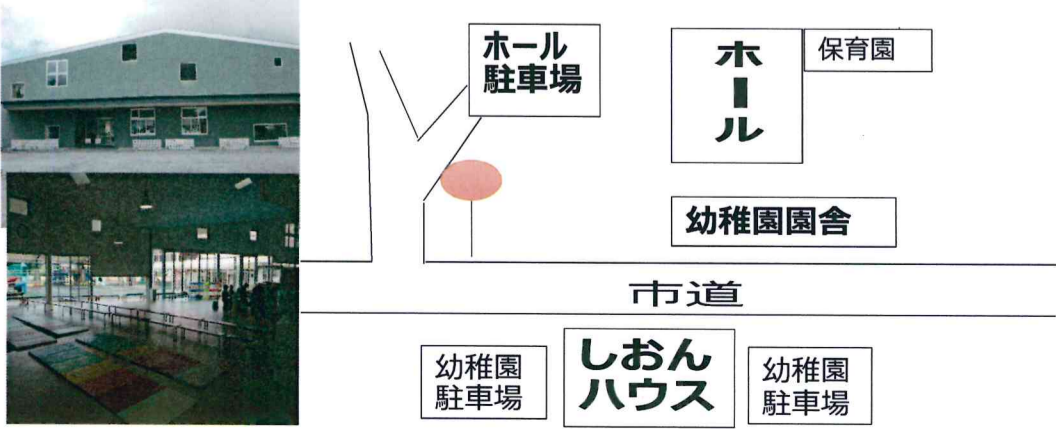 ホール
駐車場
ホール
保育園
幼稚園園舎
市道
幼稚園
駐車場
しおん
ハウス
幼稚園
駐車場